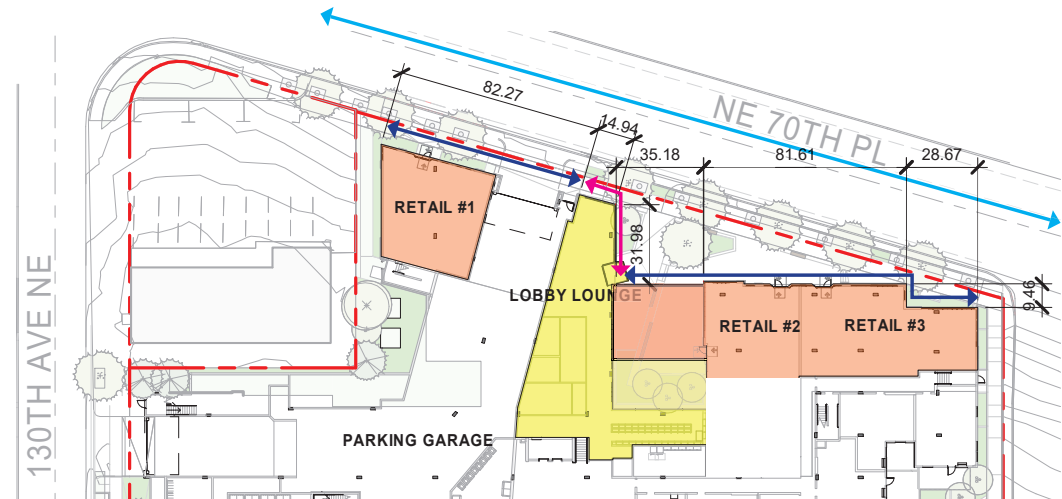 82.27
14.94
NE 70TH PL
35.18
81.61
28.67
RETAIL #1
31.98
LOBBY LOUNGE
9.46
RETAIL #2
RETAIL #3
130TH AVE NE
PARKING GARAGE